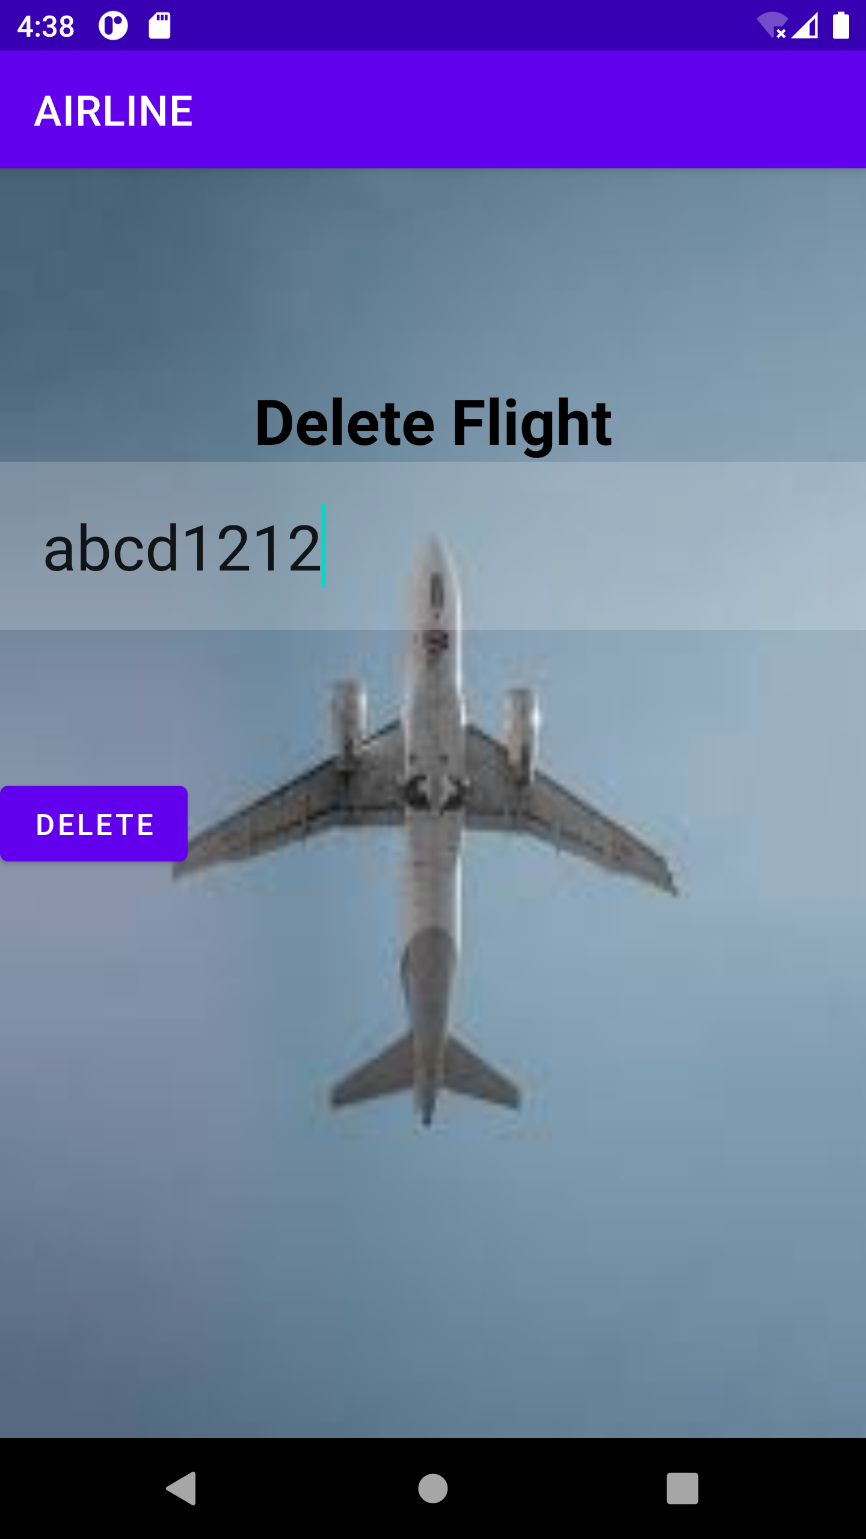 4:38
AIRLINE
Delete Flight
abcd1212
DELETE